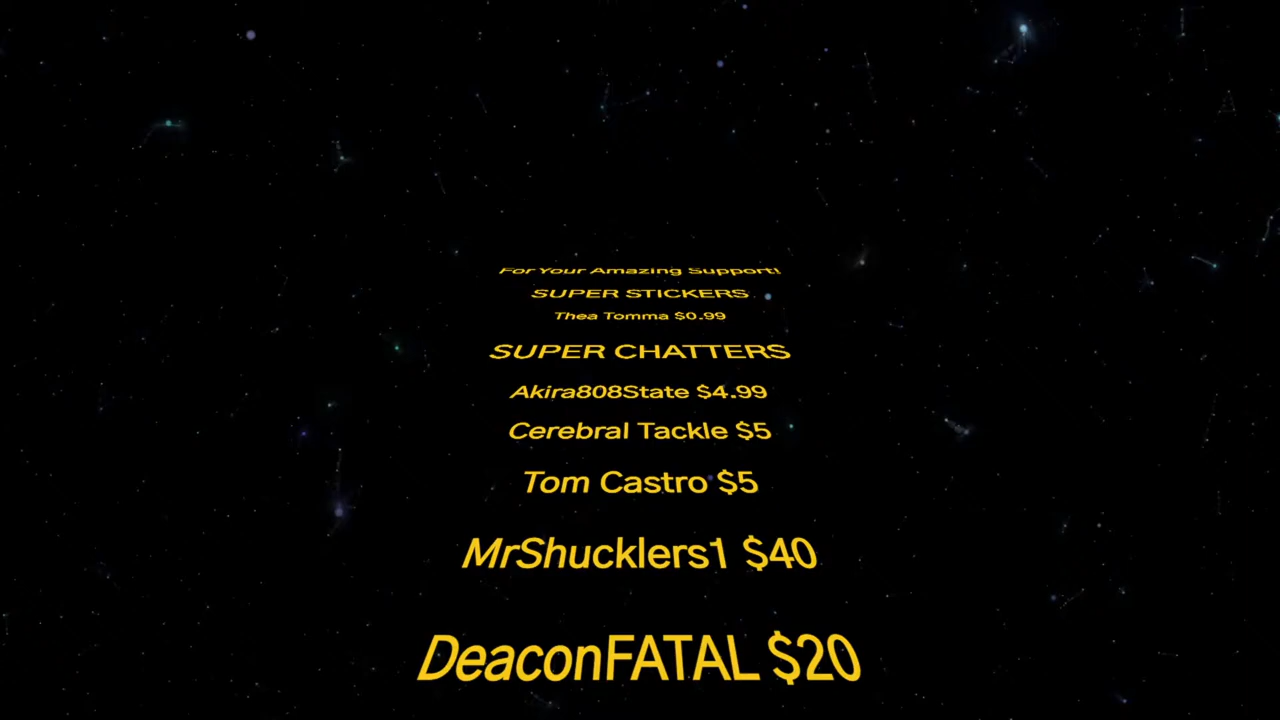 For Your Amazing Support!
SUPER STICKERS
Thea Tomma $0.99
SUPER CHATTERS
Akira808State $4.99
Cerebral Tackle $5
Tom Castro $5
MrShucklers1 $40
DeaconFATAL $20